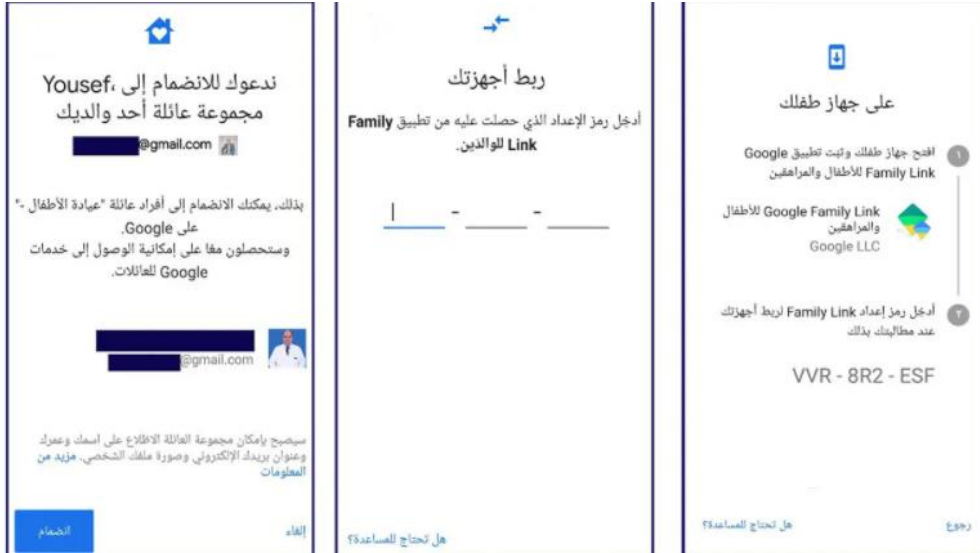 على جهاز طفلك
١
افتح جهاز طفلك وثبت تطبيق Google
Family Link للأطفال والمراهقين
Google Family Link للأطفال
والمراهقين
Google LLC
٢
أدخل رمز إعداد Family Link لربط أجهزتك
عند مطالبتك بذلك
VVR - 8R2 - ESF
رجوع
هل تحتاج للمساعدة؟
ربط أجهزتك
أدخل رمز الإعداد الذي حصلت عليه من تطبيق Family
Link للوالدين.
- -
هل تحتاج للمساعدة؟
ندعوك للانضمام إلى ،Yousef
مجموعة عائلة أحد والديك
@gmail.com
بذلك، يمكنك الانضمام إلى أفراد عائلة "عيادة الأطفال -"
على Google.
وستحصلون معًا على إمكانية الوصول إلى خدمات
Google للعائلات.
@gmail.com
سيصبح بإمكان مجموعة العائلة الاطلاع على اسمك وعمرك
وعنوان بريدك الإلكتروني وصورة ملفك الشخصي. مزيد من
المعلومات
إلغاء
انضمام